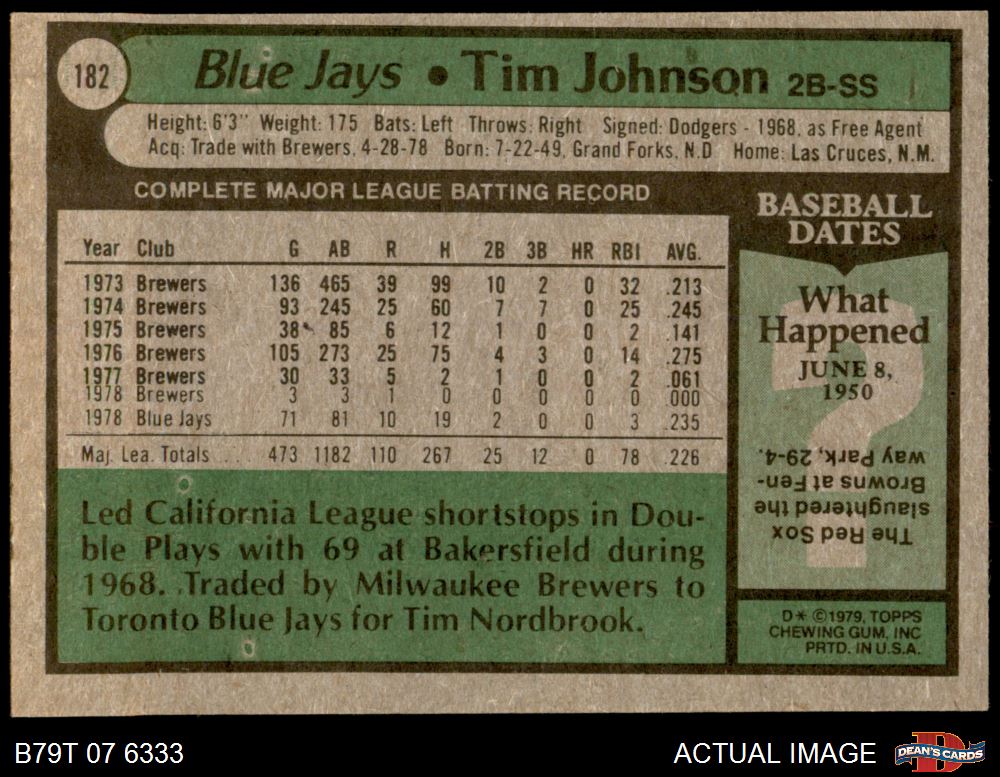 182
Blue Jays • Tim Johnson 2B-SS
Height: 6'3" Weight: 175 Bats: Left Throws: Right Signed: Dodgers - 1968, as Free Agent
Acq: Trade with Brewers, 4-28-78 Born: 7-22-49, Grand Forks, N.D Home: Las Cruces, N.M.
COMPLETE MAJOR LEAGUE BATTING RECORD
Year Club G AB R H 2B 3B HR RBI AVG.
1973 Brewers 136 465 39 99 10 2 0 32 .213
1974 Brewers 93 245 25 60 7 7 0 25 .245
1975 Brewers 38 85 6 12 1 0 0 2 .141
1976 Brewers 105 273 25 75 4 3 0 14 .275
1977 Brewers 30 33 5 2 1 0 0 2 .061
1978 Brewers 3 3 1 0 0 0 0 0 .000
1978 Blue Jays 71 81 10 19 2 0 0 3 .235
Maj. Lea. Totals . . . 473 1182 110 267 25 12 0 78 .226
Led California League shortstops in Dou-
ble Plays with 69 at Bakersfield during
1968. Traded by Milwaukee Brewers to
Toronto Blue Jays for Tim Nordbrook.
BASEBALL
DATES
What
Happened
JUNE 8,
1950
?
The Red Sox
slaughtered the
Browns at Fen-
way Park, 29-4.
D* ©1979, TOPPS
CHEWING GUM, INC
PRTD. IN U.S.A.
B79T 07 6333
ACTUAL IMAGE
D
DEAN'S CARDS